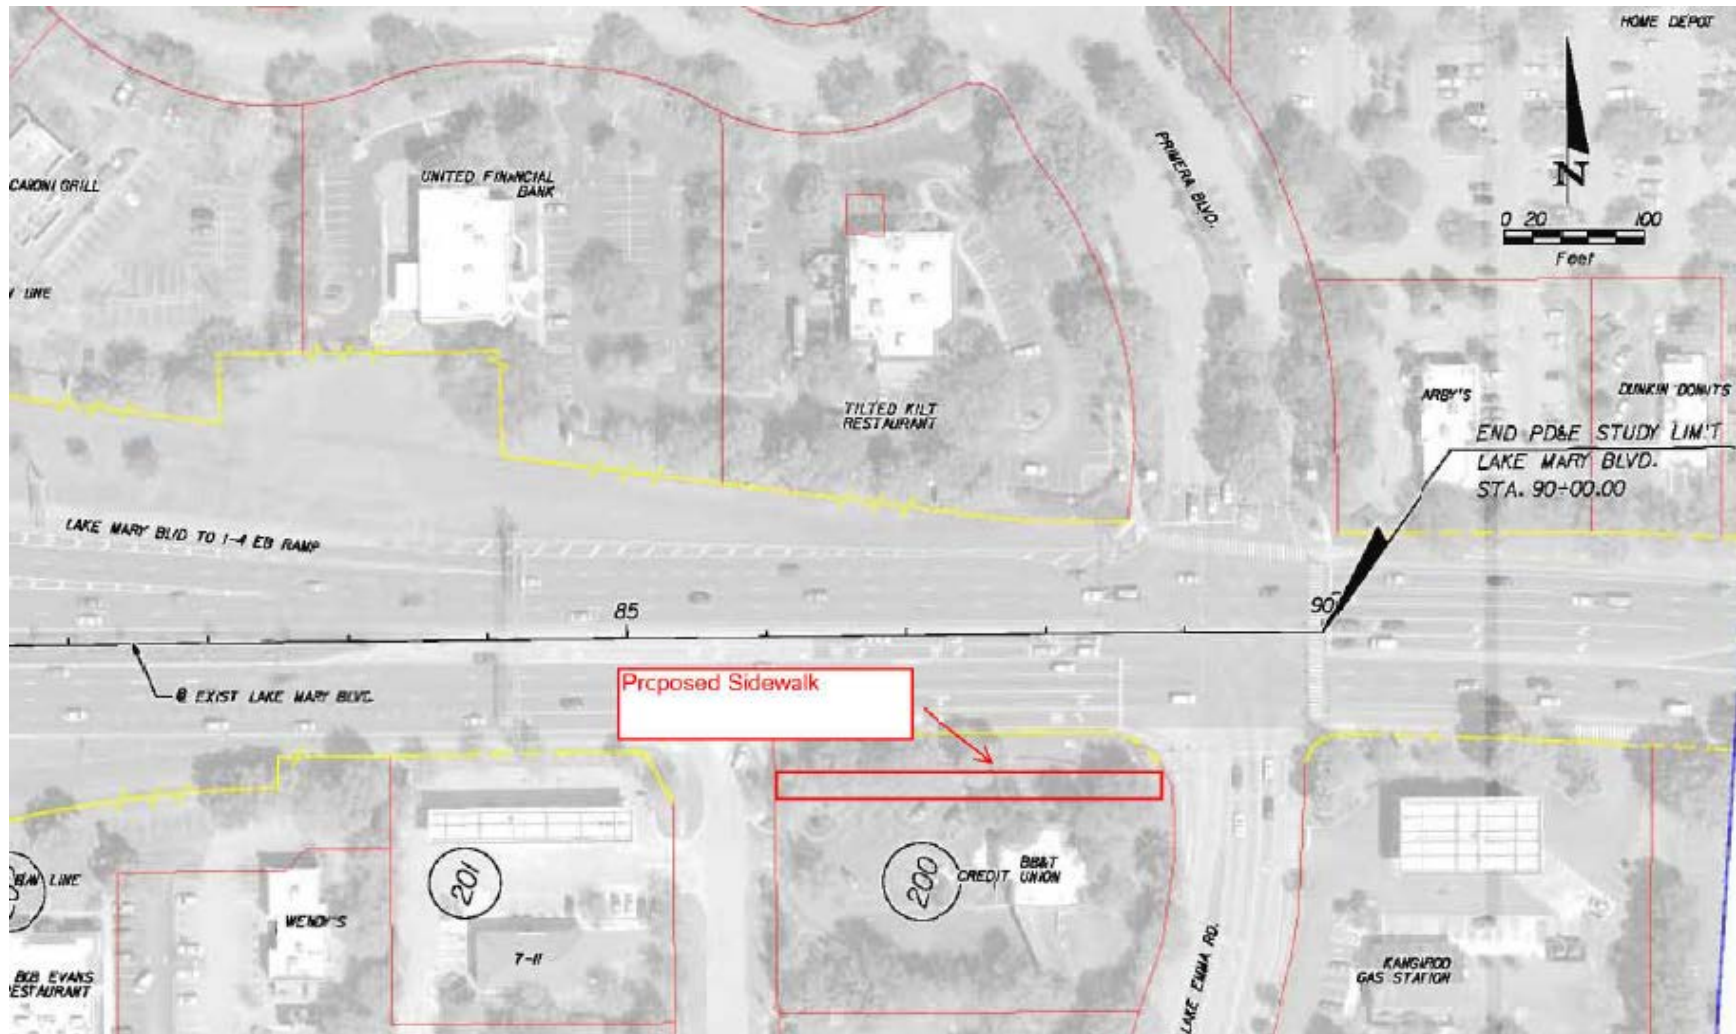 HOME DEPOT
CARONI GRILL
UNITED FINANCIAL
BANK
PRIMERA BLVD.
N
0 20 100
Feet
LINE
TILTED KILT
RESTAURANT
ARBY'S
DUNKIN DONUTS
END PD&E STUDY LIM'T
LAKE MARY BLVD.
STA. 90+00.00
LAKE MARY BLVD TO I-4 EB RAMP
85
90
EXIST LAKE MARY BLVD.
Proposed Sidewalk
201
200
BB&T
CREDIT UNION
LINE
WENDY'S
7-11
BOB EVANS
RESTAURANT
LAKE EMMA RD.
KANGAROO
GAS STATION